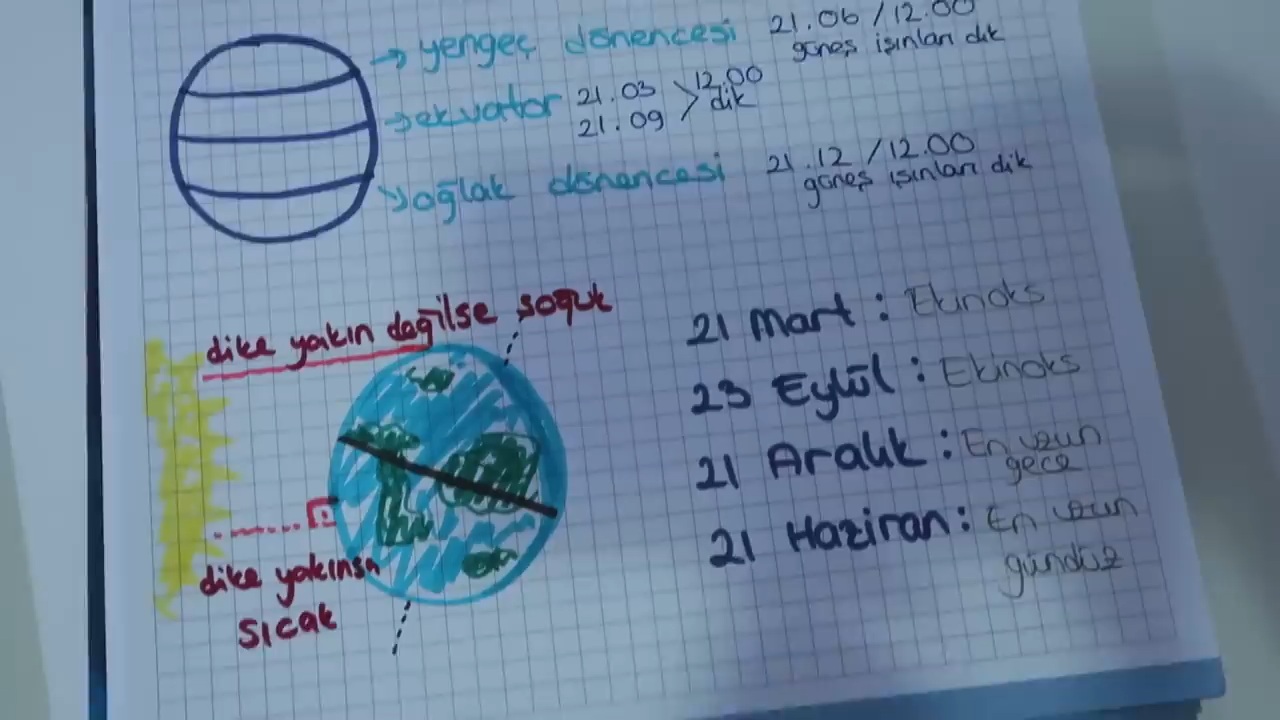 → yengeç dönencesi 21.06 / 12.00
güneş ışınları dik
→ ekvator 21.03 > 12.00
21.09 dik
→ oğlak dönencesi 21.12 / 12.00
güneş ışınları dik
dike yakın değilse soğuk
dike yakınsa
sıcak
21 Mart : Ekinoks
23 Eylül : Ekinoks
21 Aralık : En uzun
gece
21 Haziran : En uzun
gündüz